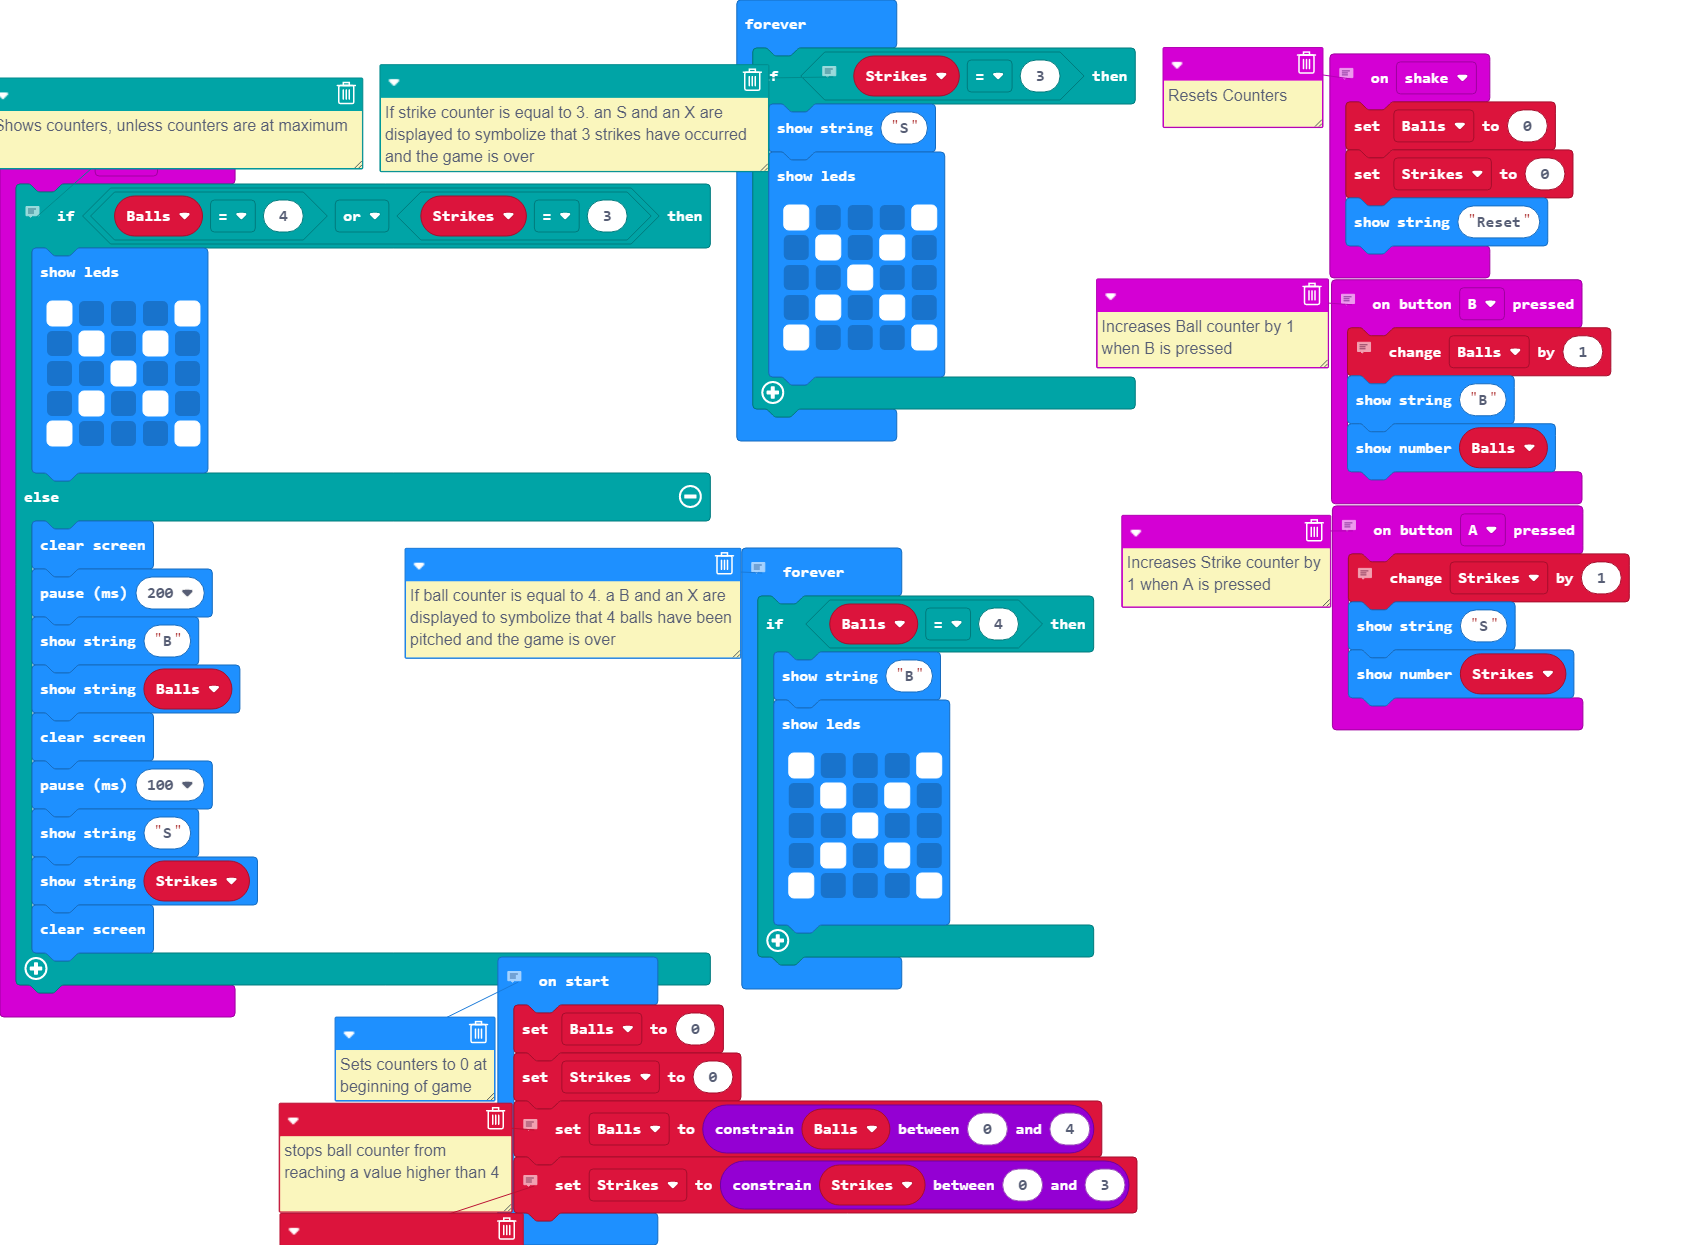 Shows counters, unless counters are at maximum
if Balls = 4 or Strikes = 3 then
show leds
else
clear screen
pause (ms) 200
show string "B"
show string Balls
clear screen
pause (ms) 100
show string "S"
show string Strikes
clear screen
If strike counter is equal to 3. an S and an X are
displayed to symbolize that 3 strikes have occurred
and the game is over
forever
f Strikes = 3 then
show string "S"
show leds
If ball counter is equal to 4. a B and an X are
displayed to symbolize that 4 balls have been
pitched and the game is over
forever
if Balls = 4 then
show string "B"
show leds
Sets counters to 0 at
beginning of game
stops ball counter from
reaching a value higher than 4
on start
set Balls to 0
set Strikes to 0
set Balls to constrain Balls between 0 and 4
set Strikes to constrain Strikes between 0 and 3
Resets Counters
on shake
set Balls to 0
set Strikes to 0
show string "Reset"
Increases Ball counter by 1
when B is pressed
on button B pressed
change Balls by 1
show string "B"
show number Balls
Increases Strike counter by
1 when A is pressed
on button A pressed
change Strikes by 1
show string "S"
show number Strikes